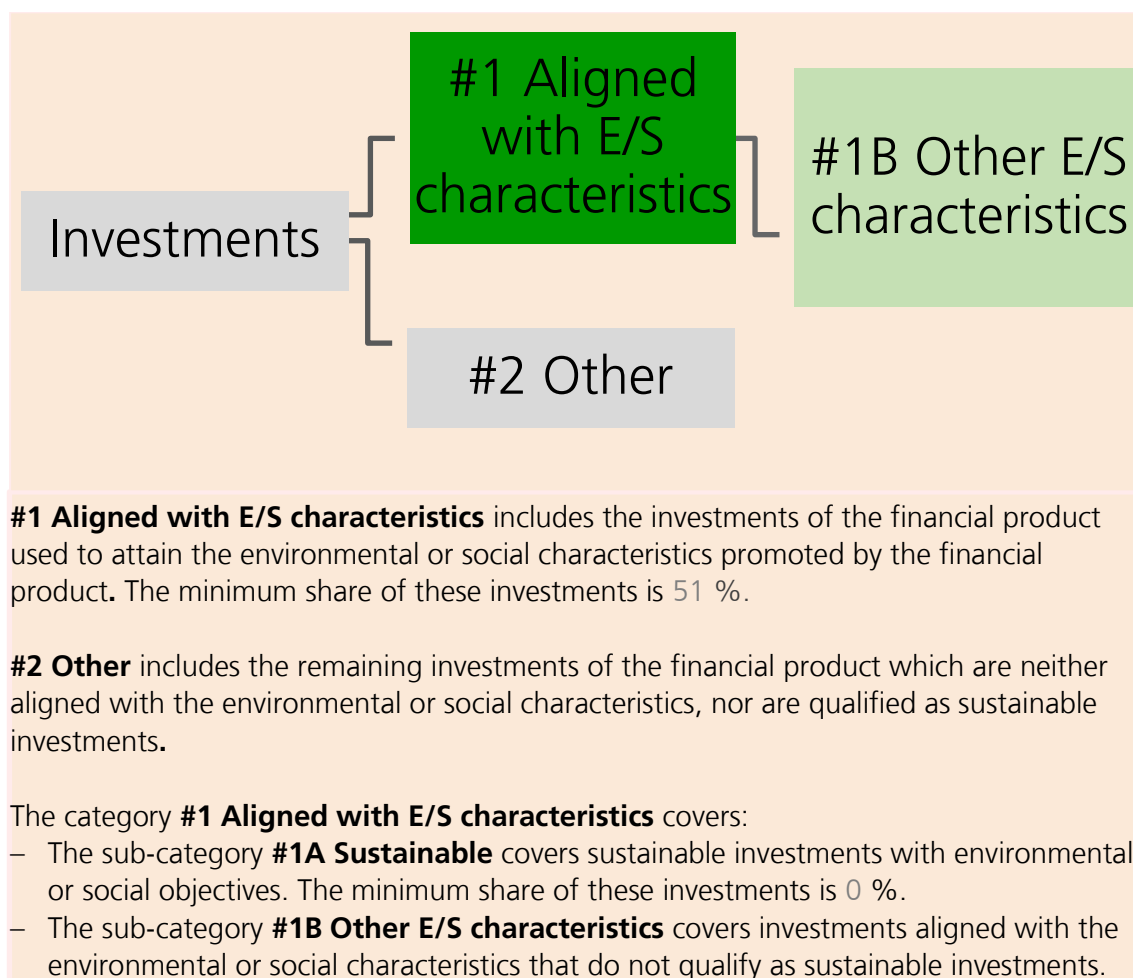 #1 Aligned
with E/S
characteristics
#1B Other E/S
characteristics
Investments
#2 Other
#1 Aligned with E/S characteristics includes the investments of the financial product
used to attain the environmental or social characteristics promoted by the financial
product. The minimum share of these investments is 51 %.
#2 Other includes the remaining investments of the financial product which are neither
aligned with the environmental or social characteristics, nor are qualified as sustainable
investments.
The category #1 Aligned with E/S characteristics covers:
– The sub-category #1A Sustainable covers sustainable investments with environmental
or social objectives. The minimum share of these investments is 0 %.
– The sub-category #1B Other E/S characteristics covers investments aligned with the
environmental or social characteristics that do not qualify as sustainable investments.